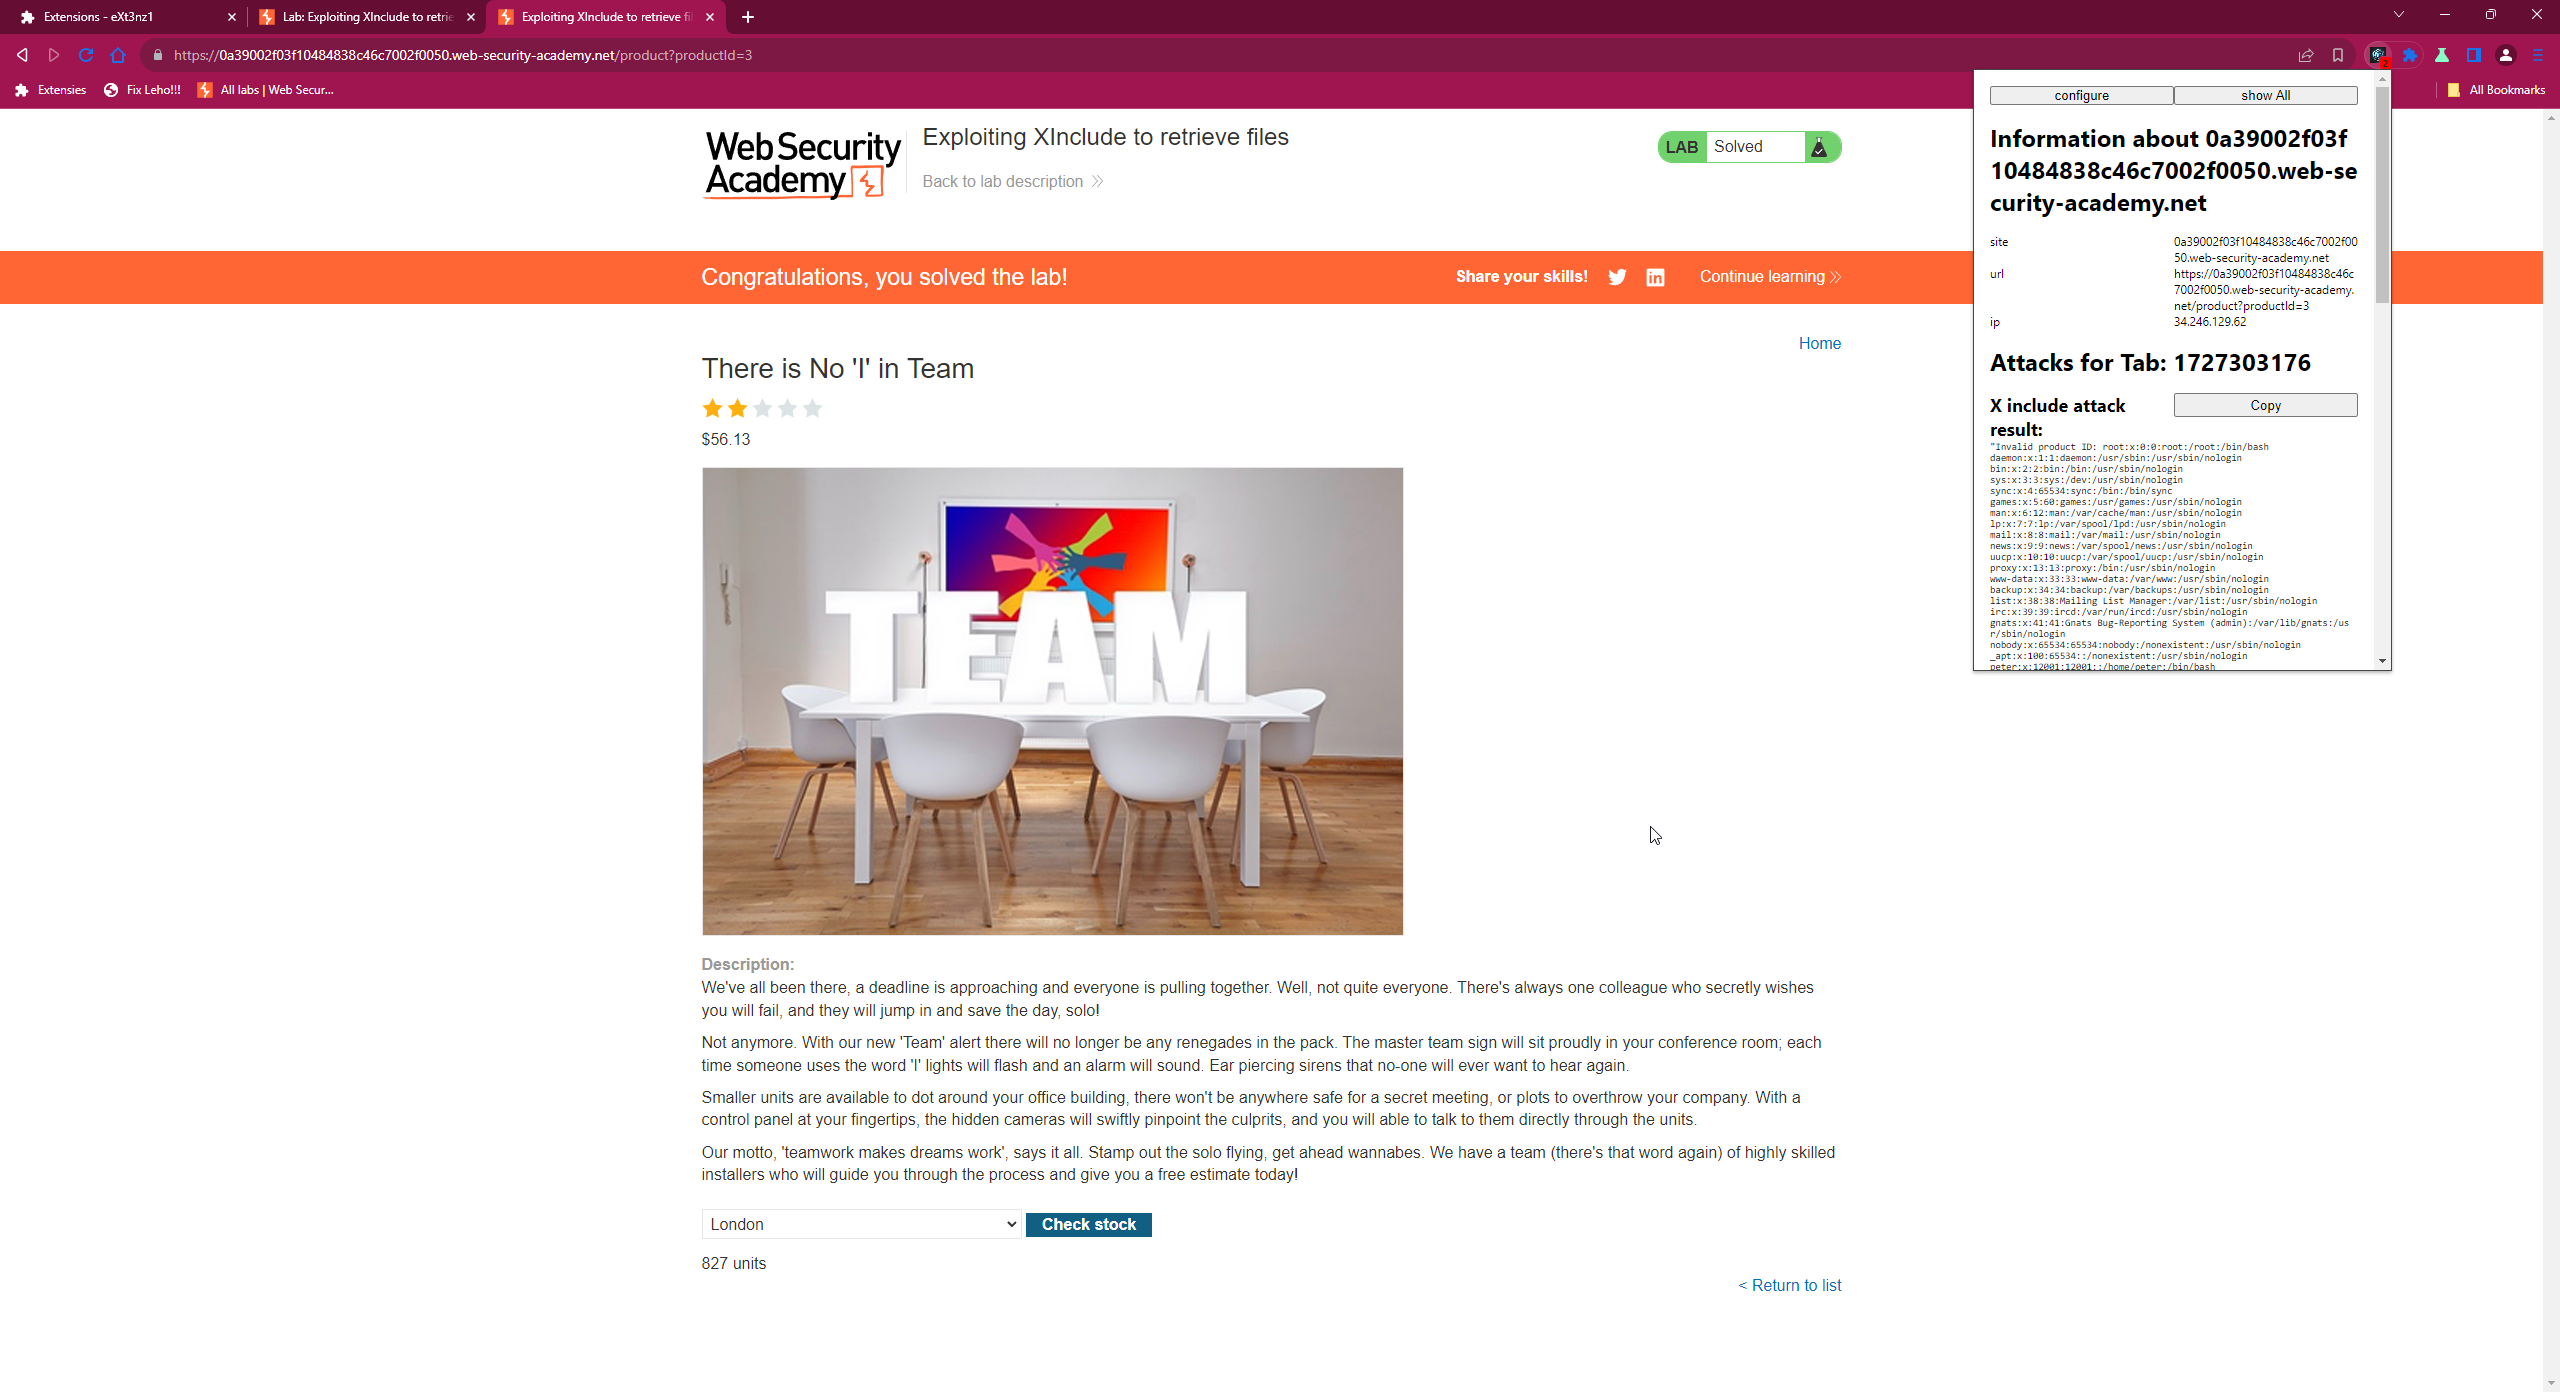 Extensions - eXt3nz1
Lab: Exploiting XInclude to retrie
Exploiting XInclude to retrieve fi
https://0a39002f03f10484838c46c7002f0050.web-security-academy.net/product?productId=3
2
Extensies
Fix Leho!!!
All labs | Web Secur...
All Bookmarks
Web Security
Academy
Exploiting XInclude to retrieve files
Back to lab description
LAB Solved
Congratulations, you solved the lab!
Share your skills!
Continue learning
Home
There is No 'I' in Team
$56.13
TEAM
Description:
We've all been there, a deadline is approaching and everyone is pulling together. Well, not quite everyone. There's always one colleague who secretly wishes
you will fail, and they will jump in and save the day, solo!
Not anymore. With our new 'Team' alert there will no longer be any renegades in the pack. The master team sign will sit proudly in your conference room; each
time someone uses the word 'I' lights will flash and an alarm will sound. Ear piercing sirens that no-one will ever want to hear again.
Smaller units are available to dot around your office building, there won't be anywhere safe for a secret meeting, or plots to overthrow your company. With a
control panel at your fingertips, the hidden cameras will swiftly pinpoint the culprits, and you will able to talk to them directly through the units.
Our motto, 'teamwork makes dreams work', says it all. Stamp out the solo flying, get ahead wannabes. We have a team (there's that word again) of highly skilled
installers who will guide you through the process and give you a free estimate today!
London
Check stock
827 units
< Return to list
configure
show All
Information about 0a39002f03f
10484838c46c7002f0050.web-se
curity-academy.net
site
0a39002f03f10484838c46c7002f00
50.web-security-academy.net
url
https://0a39002f03f10484838c46c
7002f0050.web-security-academy.
net/product?productId=3
ip
34.246.129.62
Attacks for Tab: 1727303176
X include attack
result:
Copy
"Invalid product ID: root:x:0:0:root:/root:/bin/bash
daemon:x:1:1:daemon:/usr/sbin:/usr/sbin/nologin
bin:x:2:2:bin:/bin:/usr/sbin/nologin
sys:x:3:3:sys:/dev:/usr/sbin/nologin
sync:x:4:65534:sync:/bin:/bin/sync
games:x:5:60:games:/usr/games:/usr/sbin/nologin
man:x:6:12:man:/var/cache/man:/usr/sbin/nologin
lp:x:7:7:lp:/var/spool/lpd:/usr/sbin/nologin
mail:x:8:8:mail:/var/mail:/usr/sbin/nologin
news:x:9:9:news:/var/spool/news:/usr/sbin/nologin
uucp:x:10:10:uucp:/var/spool/uucp:/usr/sbin/nologin
proxy:x:13:13:proxy:/bin:/usr/sbin/nologin
www-data:x:33:33:www-data:/var/www:/usr/sbin/nologin
backup:x:34:34:backup:/var/backups:/usr/sbin/nologin
list:x:38:38:Mailing List Manager:/var/list:/usr/sbin/nologin
irc:x:39:39:ircd:/var/run/ircd:/usr/sbin/nologin
gnats:x:41:41:Gnats Bug-Reporting System (admin):/var/lib/gnats:/us
r/sbin/nologin
nobody:x:65534:65534:nobody:/nonexistent:/usr/sbin/nologin
_apt:x:100:65534::/nonexistent:/usr/sbin/nologin
peter:x:12001:12001::/home/peter:/bin/bash